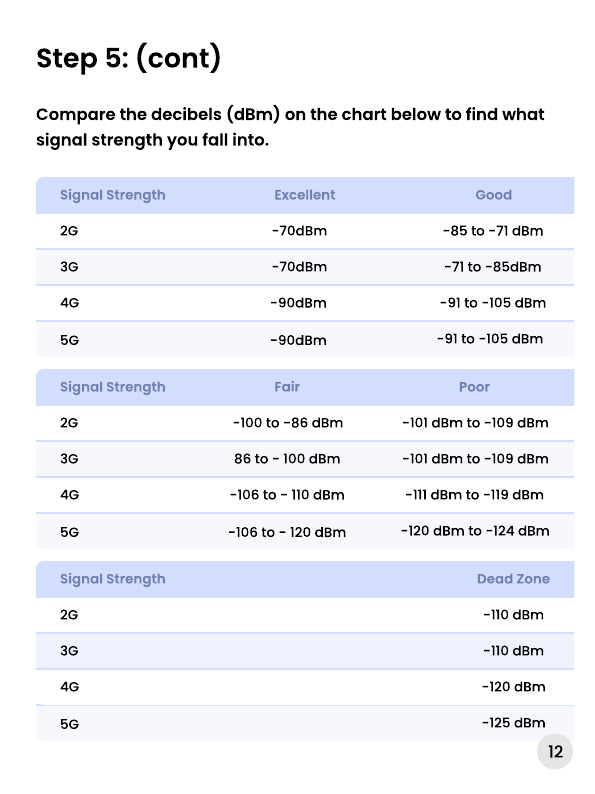 Step 5: (cont)
Compare the decibels (dBm) on the chart below to find what
signal strength you fall into.
Signal Strength Excellent Good
2G -70dBm -85 to -71 dBm
3G -70dBm -71 to -85dBm
4G -90dBm -91 to -105 dBm
5G -90dBm -91 to -105 dBm
Signal Strength Fair Poor
2G -100 to -86 dBm -101 dBm to -109 dBm
3G 86 to - 100 dBm -101 dBm to -109 dBm
4G -106 to - 110 dBm -111 dBm to -119 dBm
5G -106 to - 120 dBm -120 dBm to -124 dBm
Signal Strength Dead Zone
2G -110 dBm
3G -110 dBm
4G -120 dBm
5G -125 dBm
12